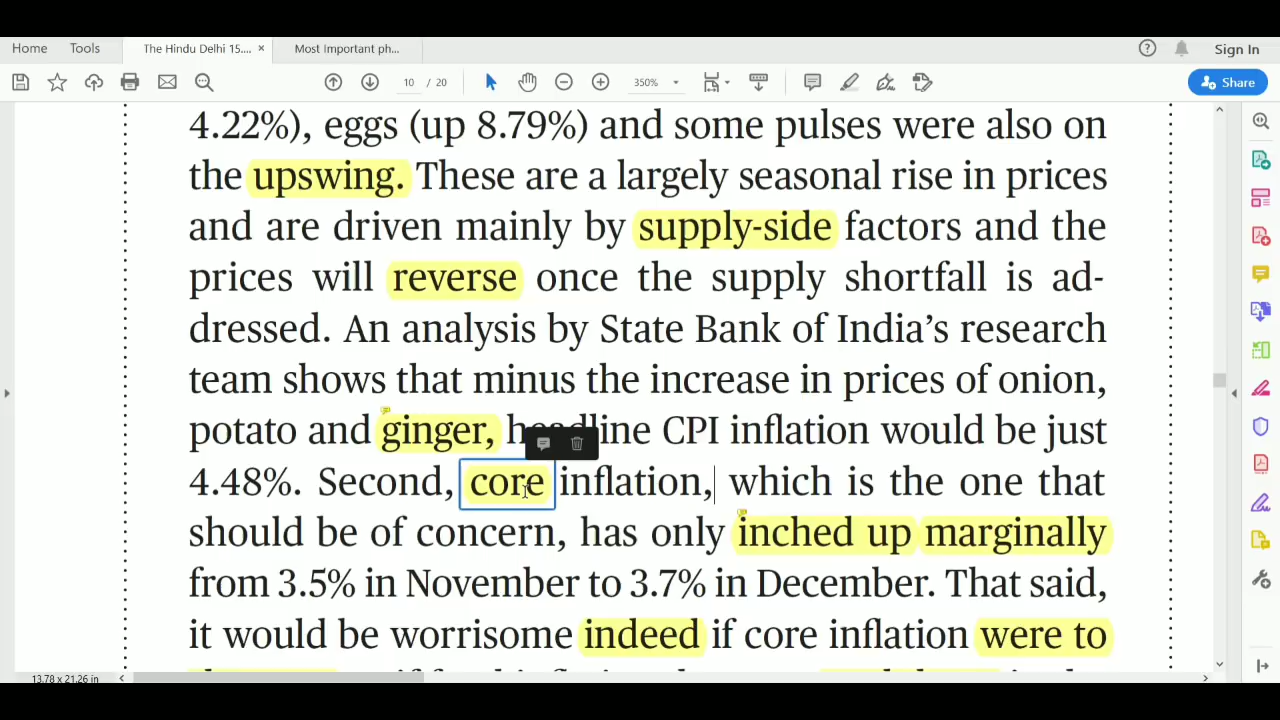 Home Tools The Hindu Delhi 15.... × Most Important ph... Sign In
10 / 20 350% Share
4.22%), eggs (up 8.79%) and some pulses were also on
the upswing. These are a largely seasonal rise in prices
and are driven mainly by supply-side factors and the
prices will reverse once the supply shortfall is ad-
dressed. An analysis by State Bank of India’s research
team shows that minus the increase in prices of onion,
potato and ginger, headline CPI inflation would be just
4.48%. Second, core inflation, which is the one that
should be of concern, has only inched up marginally
from 3.5% in November to 3.7% in December. That said,
it would be worrisome indeed if core inflation were to
13.78 x 21.26 in